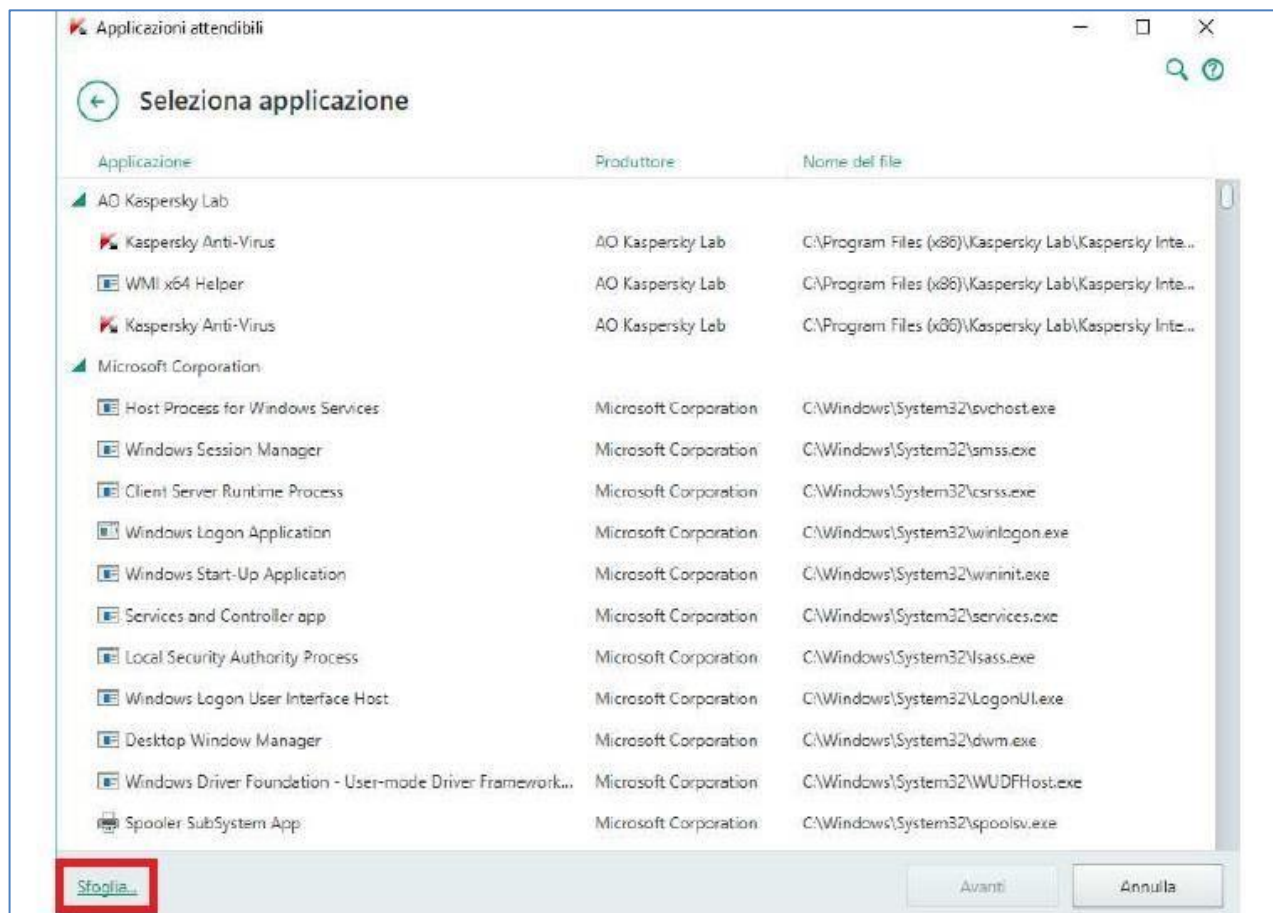 Applicazioni attendibili
Seleziona applicazione
Applicazione Produttore Nome del file
AO Kaspersky Lab
Kaspersky Anti-Virus AO Kaspersky Lab C:\Program Files (x86)\Kaspersky Lab\Kaspersky Inte...
WMI x64 Helper AO Kaspersky Lab C:\Program Files (x86)\Kaspersky Lab\Kaspersky Inte...
Kaspersky Anti-Virus AO Kaspersky Lab C:\Program Files (x86)\Kaspersky Lab\Kaspersky Inte...
Microsoft Corporation
Host Process for Windows Services Microsoft Corporation C:\Windows\System32\svchost.exe
Windows Session Manager Microsoft Corporation C:\Windows\System32\smss.exe
Client Server Runtime Process Microsoft Corporation C:\Windows\System32\csrss.exe
Windows Logon Application Microsoft Corporation C:\Windows\System32\winlogon.exe
Windows Start-Up Application Microsoft Corporation C:\Windows\System32\wininit.exe
Services and Controller app Microsoft Corporation C:\Windows\System32\services.exe
Local Security Authority Process Microsoft Corporation C:\Windows\System32\lsass.exe
Windows Logon User Interface Host Microsoft Corporation C:\Windows\System32\LogonUI.exe
Desktop Window Manager Microsoft Corporation C:\Windows\System32\dwm.exe
Windows Driver Foundation - User-mode Driver Framework... Microsoft Corporation C:\Windows\System32\WUDFHost.exe
Spooler SubSystem App Microsoft Corporation C:\Windows\System32\spoolsv.exe
Sfoglia... Avanti Annulla